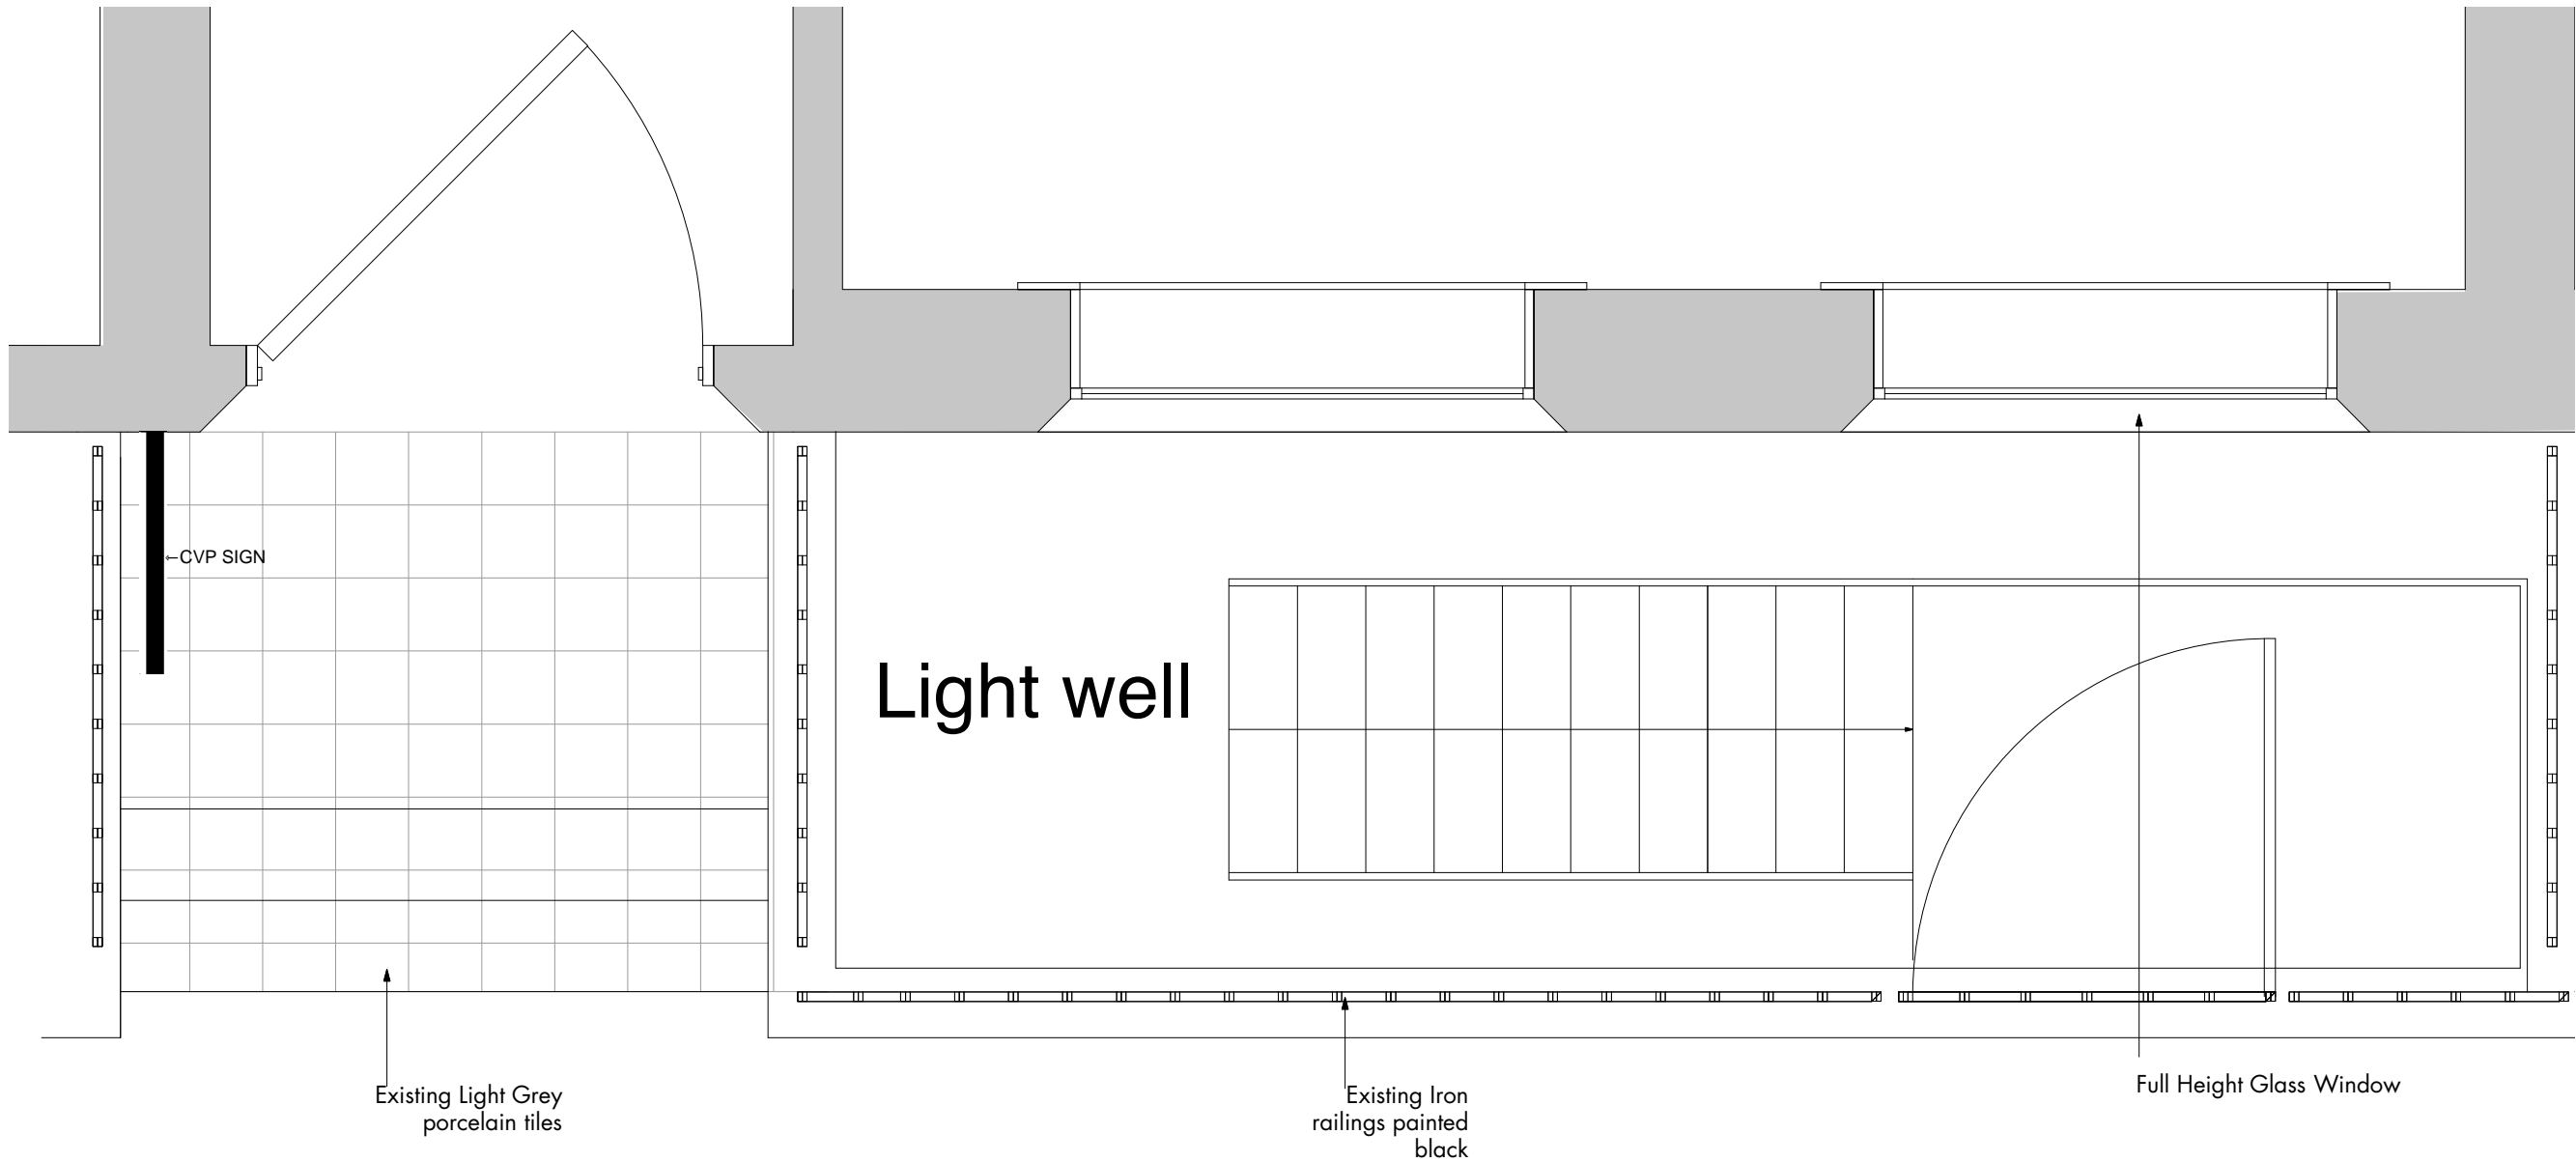 CVP SIGN
Light well
Existing Light Grey
porcelain tiles
Existing Iron
railings painted
black
Full Height Glass Window